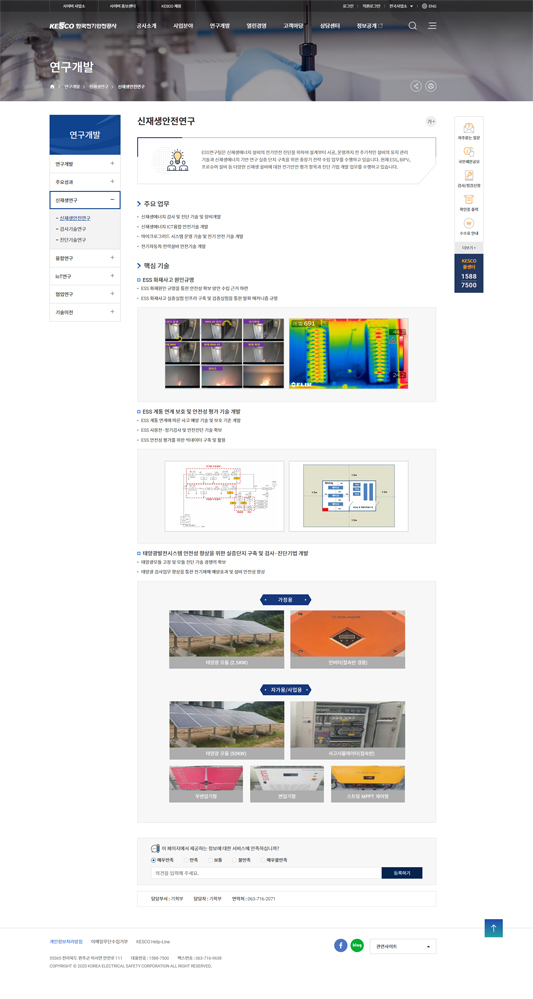 사이버 사업소
사이버 홍보센터
KESCO 채용
로그인
직원로그인
전국사업소
ENG
KESCO 한국전기안전공사
공사소개
사업분야
연구개발
열린경영
고객마당
상담센터
정보공개
연구개발
연구개발
신재생연구
신재생안전연구
연구개발
연구개발
주요성과
신재생연구
- 신재생안전연구
- 검사기술연구
- 진단기술연구
융합연구
IoT연구
협업연구
기술이전
신재생안전연구
가+
ESS연구팀은 신재생에너지 설비의 전기안전 진단을 위하여 설계부터 시공, 운영까지 전 주기적인 설비의 유지 관리
기술과 신재생에너지 기반 연구 실증 단지 구축을 위한 중장기 전략 수립 업무를 수행하고 있습니다. 현재 ESS, BIPV,
프로슈머 설비 등 다양한 신재생 설비에 대한 전기안전 평가 항목과 진단 기법 개발 업무를 수행하고 있습니다.
주요 업무
신재생에너지 검사 및 진단 기술 및 장비개발
신재생에너지 ICT융합 안전기술 개발
마이크로그리드 시스템 운영 기술 및 전기 안전 기술 개발
전기자동차 전력설비 안전기술 개발
핵심 기술
ESS 화재사고 원인규명
ESS 화재원인 규명을 통한 안전성 확보 방안 수립 근거 마련
ESS 화재사고 실증실험 인프라 구축 및 검증실험을 통한 발화 메커니즘 규명
ESS 계통 연계 보호 및 안전성 평가 기술 개발
ESS 계통 연계에 따른 사고 예방 기술 및 보호 기준 개발
ESS 사용전·정기검사 및 안전진단 기술 확보
ESS 안전성 평가를 위한 빅데이터 구축 및 활용
태양광발전시스템 안전성 향상을 위한 실증단지 구축 및 검사·진단기법 개발
태양광모듈 고장 및 모듈 진단 기술 경쟁력 확보
태양광 검사업무 향상을 통한 전기재해 예방효과 및 설비 안전성 향상
가정용
태양광 모듈 (2.5KW)
인버터(접속반 겸용)
자가용/사업용
태양광 모듈 (50KW)
사고시뮬레이터(접속반)
무변압기형
변압기형
스트링 MPPT 제어형
이 페이지에서 제공하는 정보에 대한 서비스에 만족하십니까?
매우만족
만족
보통
불만족
매우불만족
의견을 입력해 주세요.
등록하기
담당부서 : 기획부
담당자 : 기획부
연락처 : 063-716-2071
자주묻는 질문
국민제안공모
검사/점검신청
확인증 출력
수수료 안내
더보기 +
KESCO
콜센터
1588
7500
개인정보처리방침
이메일무단수집거부
KESCO Help-Line
관련사이트
55365 전라북도 완주군 이서면 안전로 111
대표번호 : 1588-7500
팩스번호 : 063-716-9638
COPYRIGHT © 2020 KOREA ELECTRICAL SAFETY CORPORATION ALL RIGHT RESERVED.